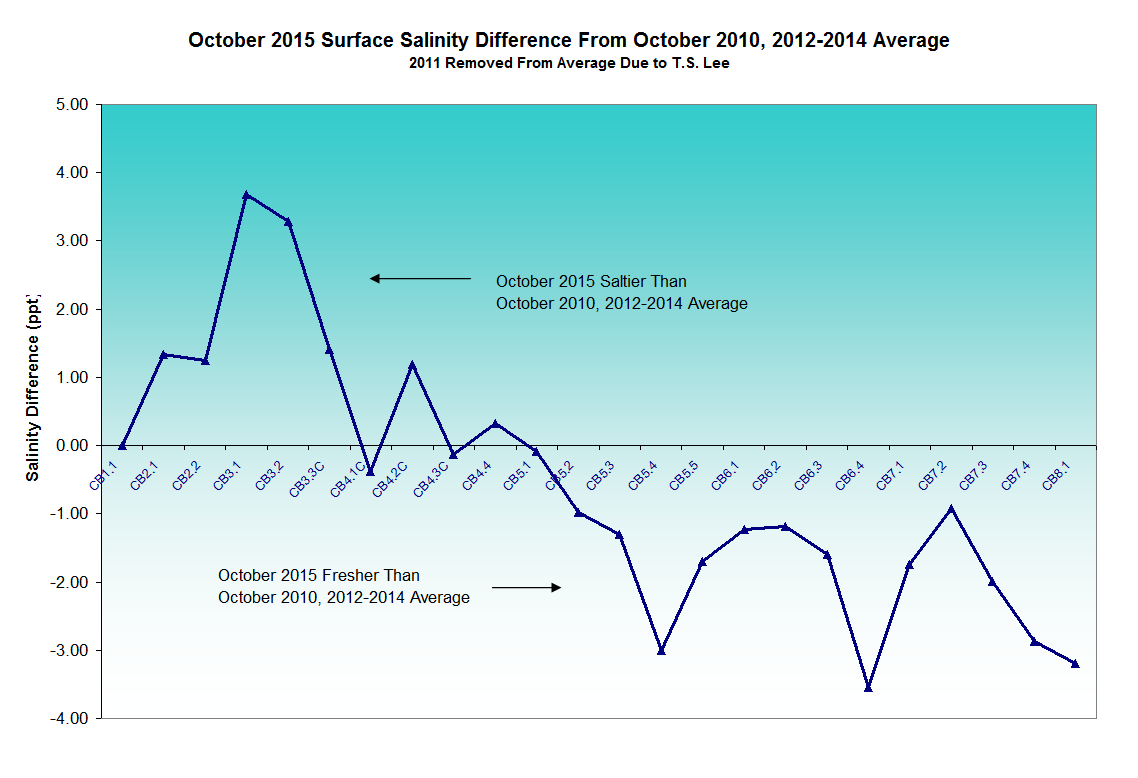 October 2015 Surface Salinity Difference From October 2010, 2012-2014 Average
2011 Removed From Average Due to T.S. Lee
Salinity Difference (ppt)
5.00
4.00
3.00
2.00
1.00
0.00
-1.00
-2.00
-3.00
-4.00
October 2015 Saltier Than
October 2010, 2012-2014 Average
CB1.1
CB2.1
CB2.2
CB3.1
CB3.2
CB3.3C
CB4.1C
CB4.2C
CB4.3C
CB4.4
CB5.1
CB5.2
CB5.3
CB5.4
CB5.5
CB6.1
CB6.2
CB6.3
CB6.4
CB7.1
CB7.2
CB7.3
CB7.4
CB8.1
October 2015 Fresher Than
October 2010, 2012-2014 Average